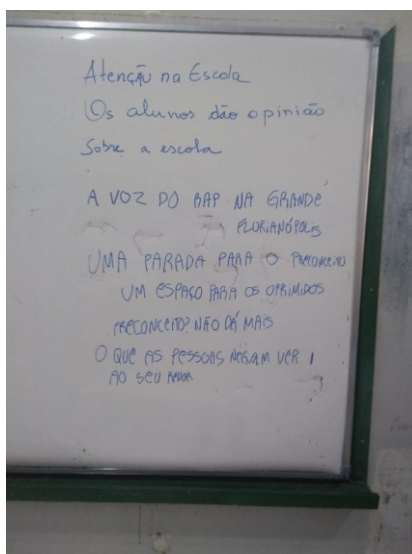 Atenção na Escola
Os alunos dão opinião
Sobre a escola
A VOZ DO RAP NA GRANDE
FLORIANÓPOLIS
UMA PARADA PARA O PRECONCEITO
UM ESPAÇO PARA OS OPRIMIDOS
PRECONCEITO? NÃO DÁ MAIS
O QUE AS PESSOAS NEGAM VER
AO SEU REDOR